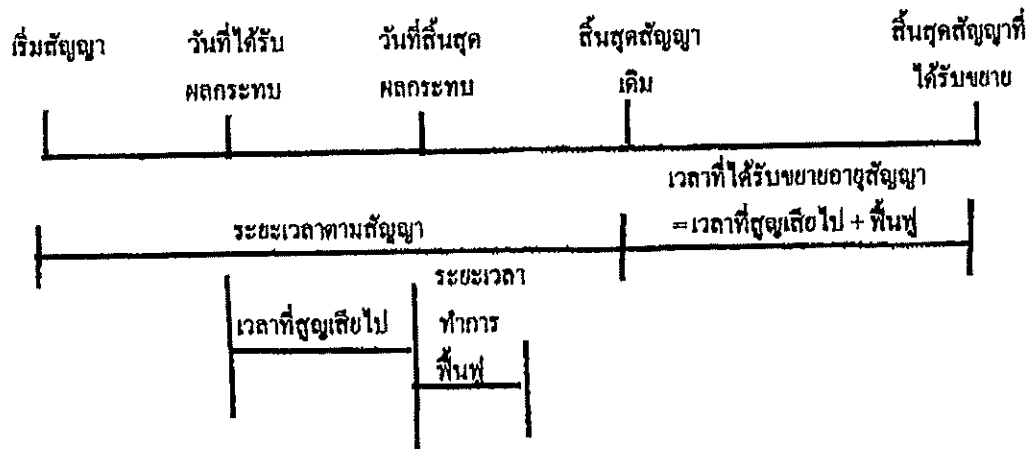 เริ่มสัญญา
วันที่ได้รับ
ผลกระทบ
วันที่สิ้นสุด
ผลกระทบ
สิ้นสุดสัญญา
เดิม
สิ้นสุดสัญญาที่
ได้รับขยาย
ระยะเวลาตามสัญญา
เวลาที่ได้รับขยายอายุสัญญา
=เวลาที่สูญเสียไป + ฟื้นฟู
เวลาที่สูญเสียไป
ระยะเวลา
ทำการ
ฟื้นฟู